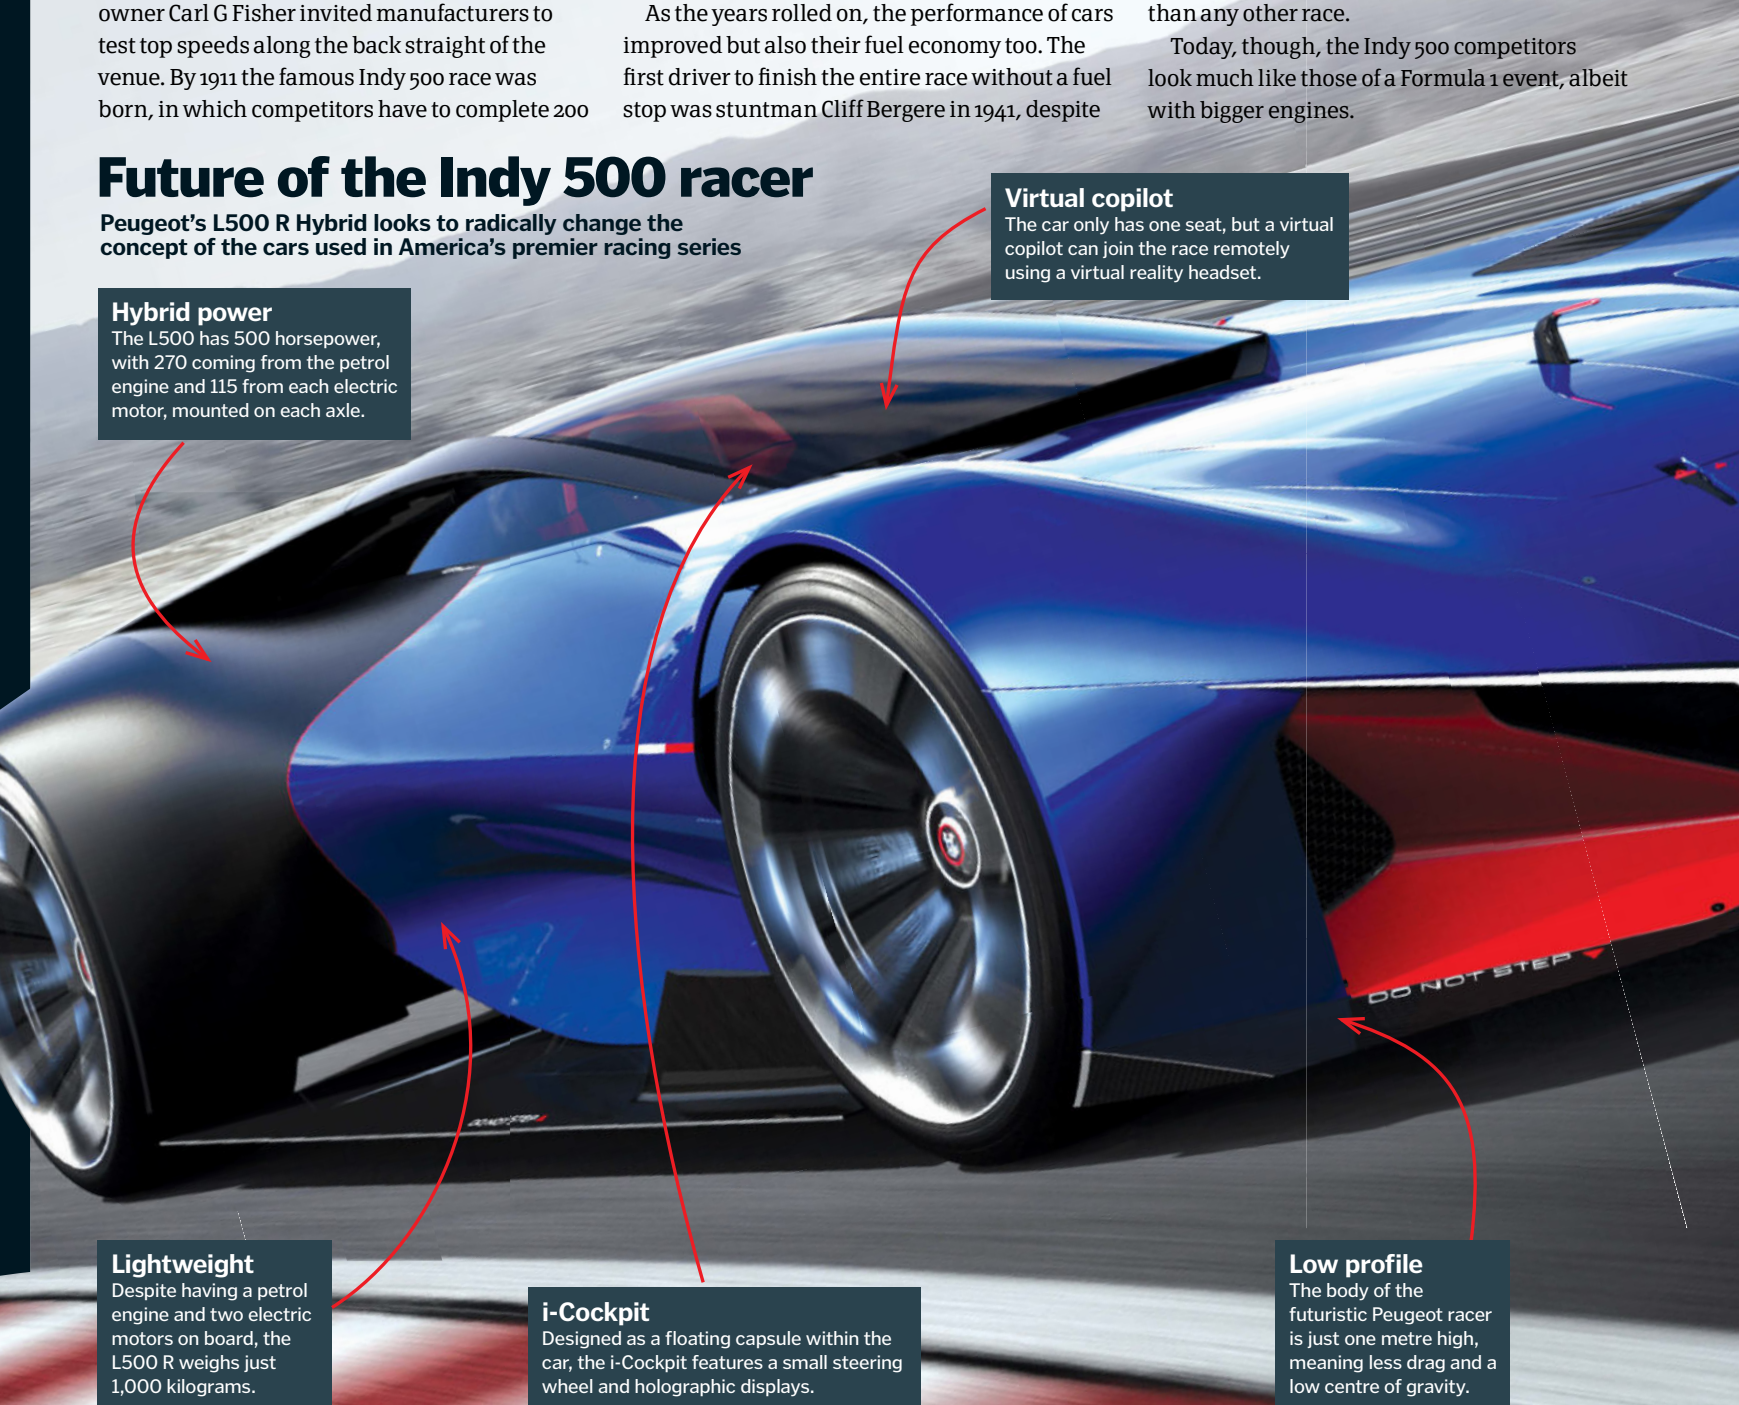 owner Carl G Fisher invited manufacturers to
test top speeds along the back straight of the
venue. By 1911 the famous Indy 500 race was
born, in which competitors have to complete 200
As the years rolled on, the performance of cars
improved but also their fuel economy too. The
first driver to finish the entire race without a fuel
stop was stuntman Cliff Bergere in 1941, despite
than any other race.
Today, though, the Indy 500 competitors
look much like those of a Formula 1 event, albeit
with bigger engines.
Future of the Indy 500 racer
Peugeot’s L500 R Hybrid looks to radically change the
concept of the cars used in America’s premier racing series
Virtual copilot
The car only has one seat, but a virtual
copilot can join the race remotely
using a virtual reality headset.
Hybrid power
The L500 has 500 horsepower,
with 270 coming from the petrol
engine and 115 from each electric
motor, mounted on each axle.
DO NOT STEP
DO NOT STEP
Lightweight
Despite having a petrol
engine and two electric
motors on board, the
L500 R weighs just
1,000 kilograms.
i-Cockpit
Designed as a floating capsule within the
car, the i-Cockpit features a small steering
wheel and holographic displays.
Low profile
The body of the
futuristic Peugeot racer
is just one metre high,
meaning less drag and a
low centre of gravity.